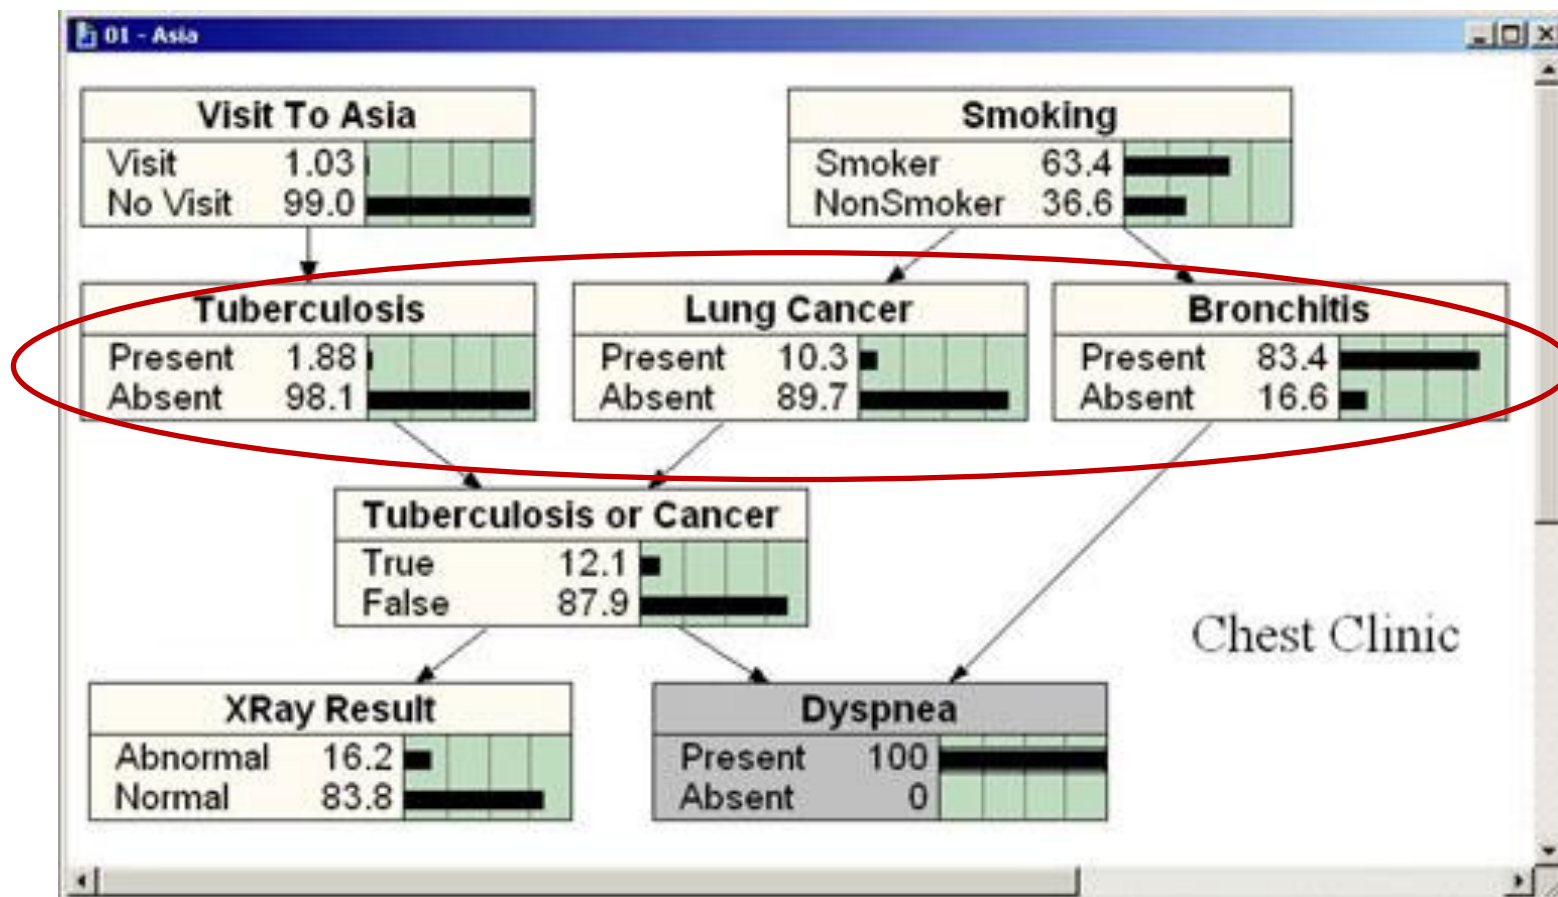 01 - Asia
Visit To Asia
Visit 1.03
No Visit 99.0
Smoking
Smoker 63.4
NonSmoker 36.6
Tuberculosis
Present 1.88
Absent 98.1
Lung Cancer
Present 10.3
Absent 89.7
Bronchitis
Present 83.4
Absent 16.6
Tuberculosis or Cancer
True 12.1
False 87.9
Chest Clinic
XRay Result
Abnormal 16.2
Normal 83.8
Dyspnea
Present 100
Absent 0